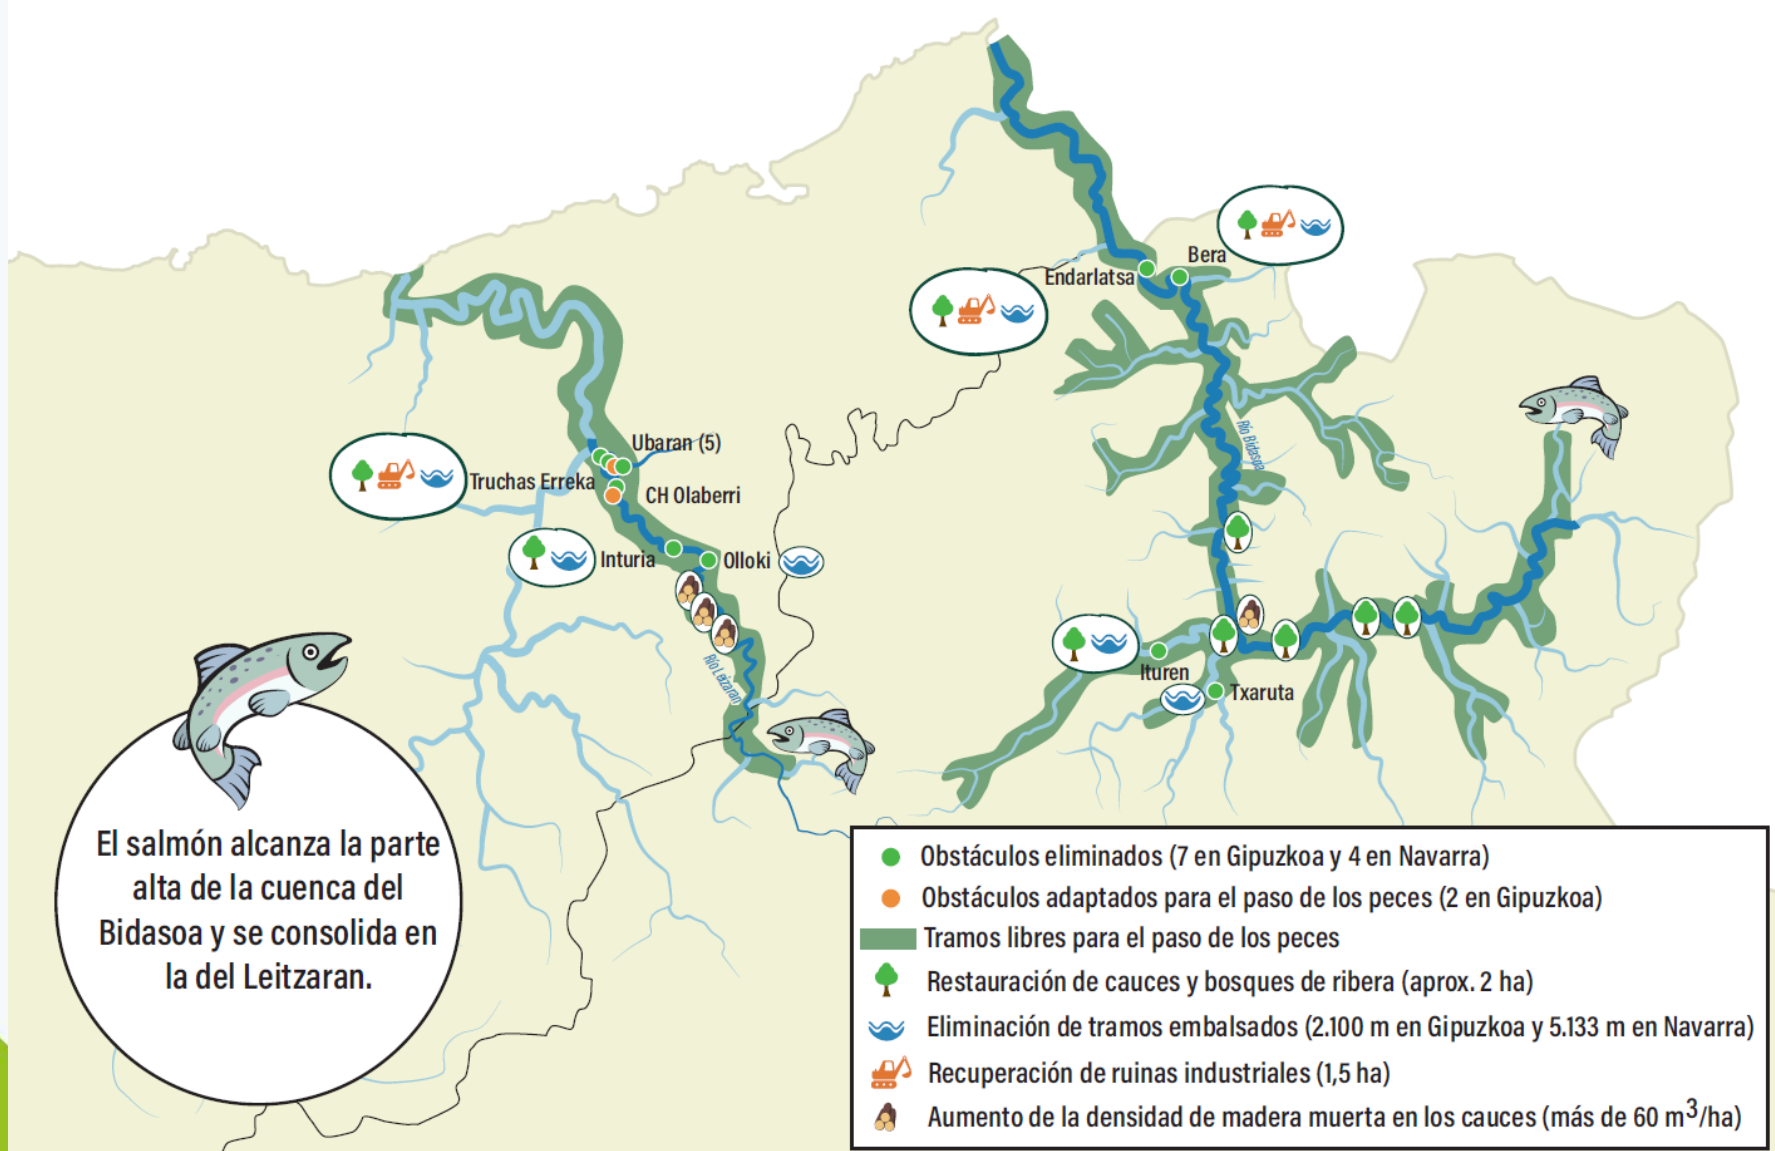 Bera
Endarlatsa
Río Bidasoa
Ubaran (5)
Truchas Erreka
CH Olaberri
Inturia
Olloki
Río Leizaran
Ituren
Txaruta
El salmón alcanza la parte
alta de la cuenca del
Bidasoa y se consolida en
la del Leitzaran.
Obstáculos eliminados (7 en Gipuzkoa y 4 en Navarra)
Obstáculos adaptados para el paso de los peces (2 en Gipuzkoa)
Tramos libres para el paso de los peces
Restauración de cauces y bosques de ribera (aprox. 2 ha)
Eliminación de tramos embalsados (2.100 m en Gipuzkoa y 5.133 m en Navarra)
Recuperación de ruinas industriales (1,5 ha)
Aumento de la densidad de madera muerta en los cauces (más de 60 m³/ha)